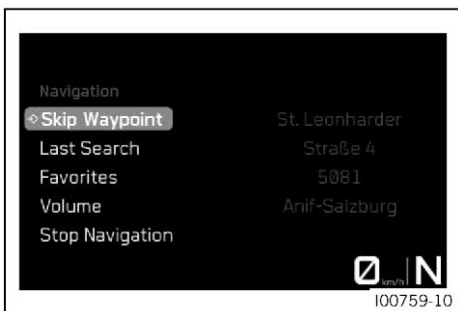 Navigation
Skip Waypoint
Last Search
Favorites
Volume
Stop Navigation
St. Leonharder
Straße 4
5081
Anif-Salzburg
0 km/h N
I00759-10